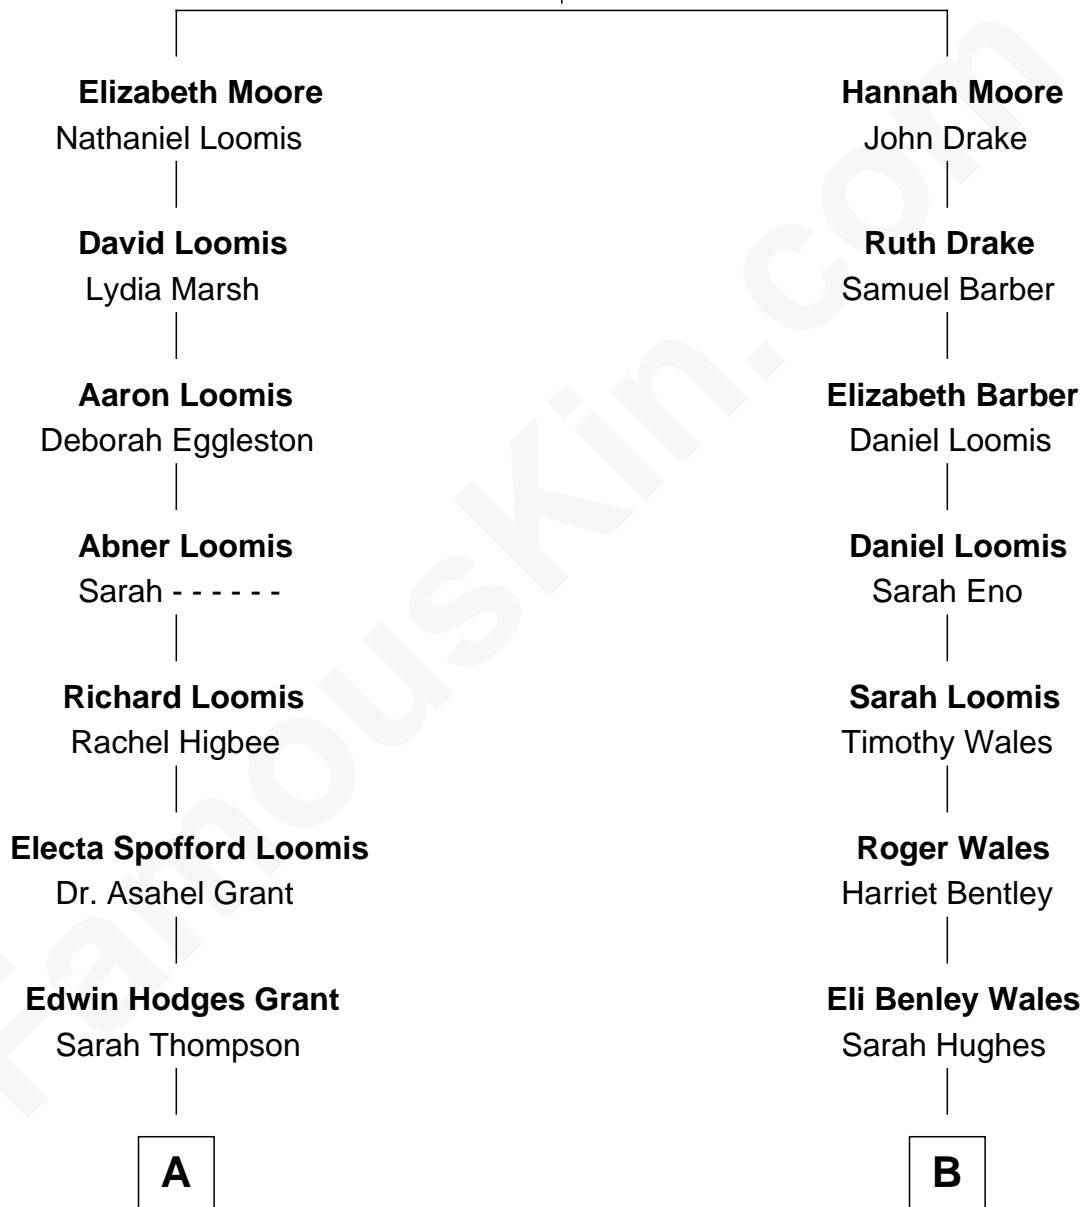 Elizabeth Moore
Nathaniel Loomis
David Loomis
Lydia Marsh
Aaron Loomis
Deborah Eggleston
Abner Loomis
Sarah - - - - - -
Richard Loomis
Rachel Higbee
Electa Spofford Loomis
Dr. Asahel Grant
Edwin Hodges Grant
Sarah Thompson
A
Hannah Moore
John Drake
Ruth Drake
Samuel Barber
Elizabeth Barber
Daniel Loomis
Daniel Loomis
Sarah Eno
Sarah Loomis
Timothy Wales
Roger Wales
Harriet Bentley
Eli Benley Wales
Sarah Hughes
B
FamousKin.com